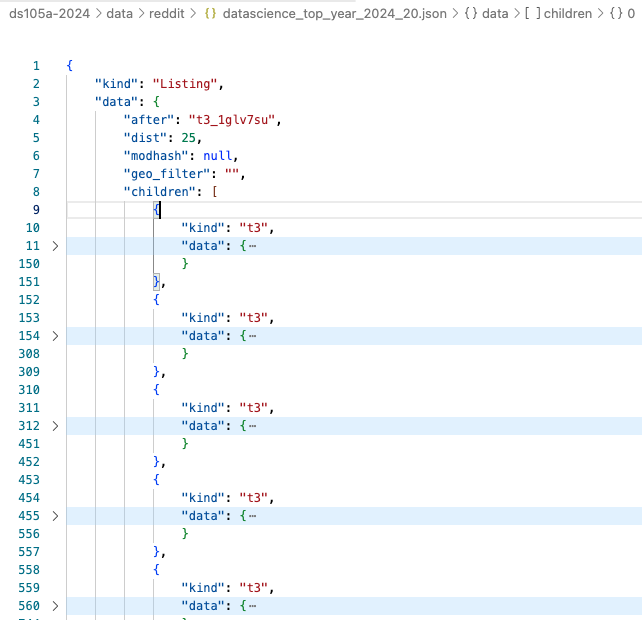 ds105a-2024 > data > reddit > {} datascience_top_year_2024_20.json > {} data > [ ] children > {} 0
1 {
2 "kind": "Listing",
3 "data": {
4 "after": "t3_1glv7su",
5 "dist": 25,
6 "modhash": null,
7 "geo_filter": "",
8 "children": [
9 {
10 "kind": "t3",
11 > "data": {…
150 }
151 },
152 {
153 "kind": "t3",
154 > "data": {…
308 }
309 },
310 {
311 "kind": "t3",
312 > "data": {…
451 }
452 },
453 {
454 "kind": "t3",
455 > "data": {…
556 }
557 },
558 {
559 "kind": "t3",
560 > "data": {…